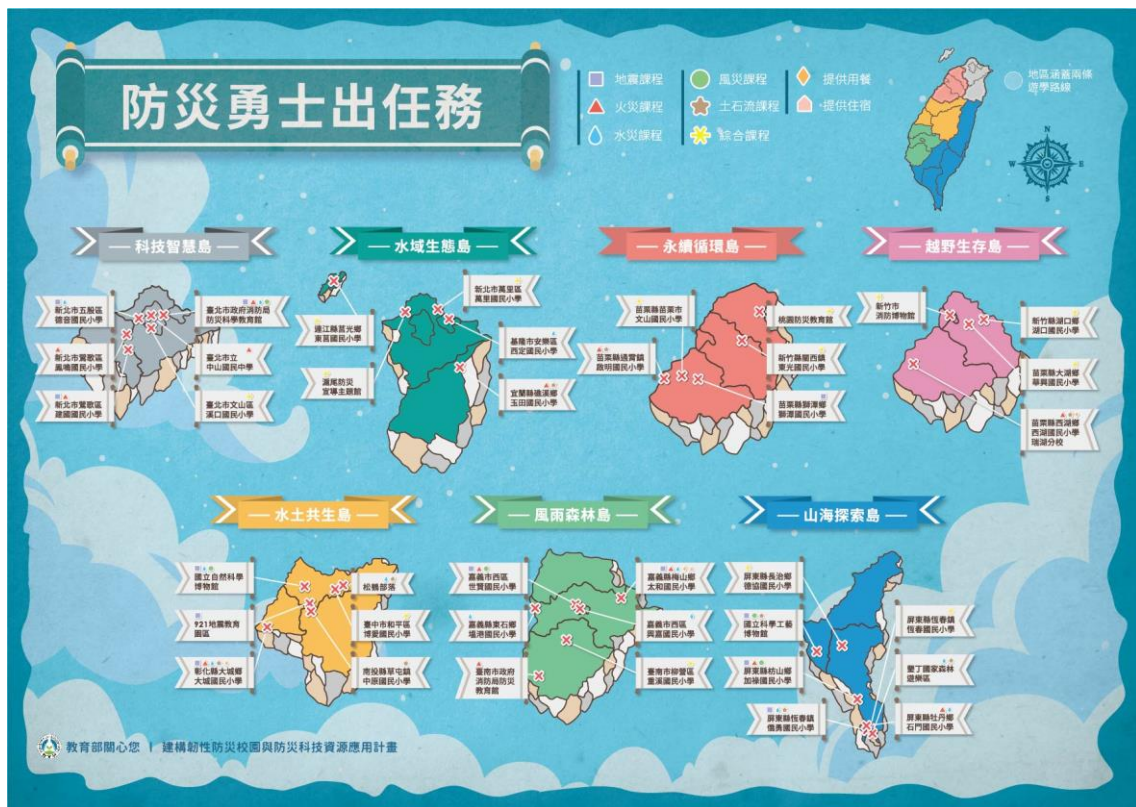 防災勇士出任務
地震課程
火災課程
水災課程
風災課程
土石流課程
綜合課程
提供用餐
提供住宿
地區涵蓋兩條
遊學路線
N
W
E
S
科技智慧島
新北市五股區
德音國民小學
新北市鶯歌區
鳳鳴國民小學
新北市鶯歌區
建國國民小學
臺北市政府消防局
防災科學教育館
臺北市立
中山國民中學
臺北市文山區
溪口國民小學
水域生態島
連江縣莒光鄉
東莒國民小學
滬尾防災
宣導主題館
新北市萬里區
萬里國民小學
基隆市安樂區
西定國民小學
宜蘭縣礁溪鄉
玉田國民小學
永續循環島
苗栗縣苗栗市
文山國民小學
苗栗縣通霄鎮
啟明國民小學
桃園防災教育館
新竹縣關西鎮
東光國民小學
苗栗縣獅潭鄉
獅潭國民小學
越野生存島
新竹市
消防博物館
新竹縣湖口鄉
湖口國民小學
苗栗縣大湖鄉
華興國民小學
苗栗縣西湖鄉
西湖國民小學
瑞湖分校
水土共生島
國立自然科學
博物館
921地震教育
園區
彰化縣大城鄉
大城國民小學
松鶴部落
臺中市和平區
博愛國民小學
南投縣草屯鎮
中原國民小學
風雨森林島
嘉義市西區
世賢國民小學
嘉義縣東石鄉
塭港國民小學
臺南市政府
消防局防災
教育館
嘉義縣梅山鄉
太和國民小學
嘉義市西區
興嘉國民小學
臺南市柳營區
重溪國民小學
山海探索島
屏東縣長治鄉
德協國民小學
國立科學工藝
博物館
屏東縣枋山鄉
加祿國民小學
屏東縣恆春鎮
僑勇國民小學
屏東縣恆春鎮
恆春國民小學
墾丁國家森林
遊樂區
屏東縣牡丹鄉
石門國民小學
教育部關心您 | 建構韌性防災校園與防災科技資源應用計畫